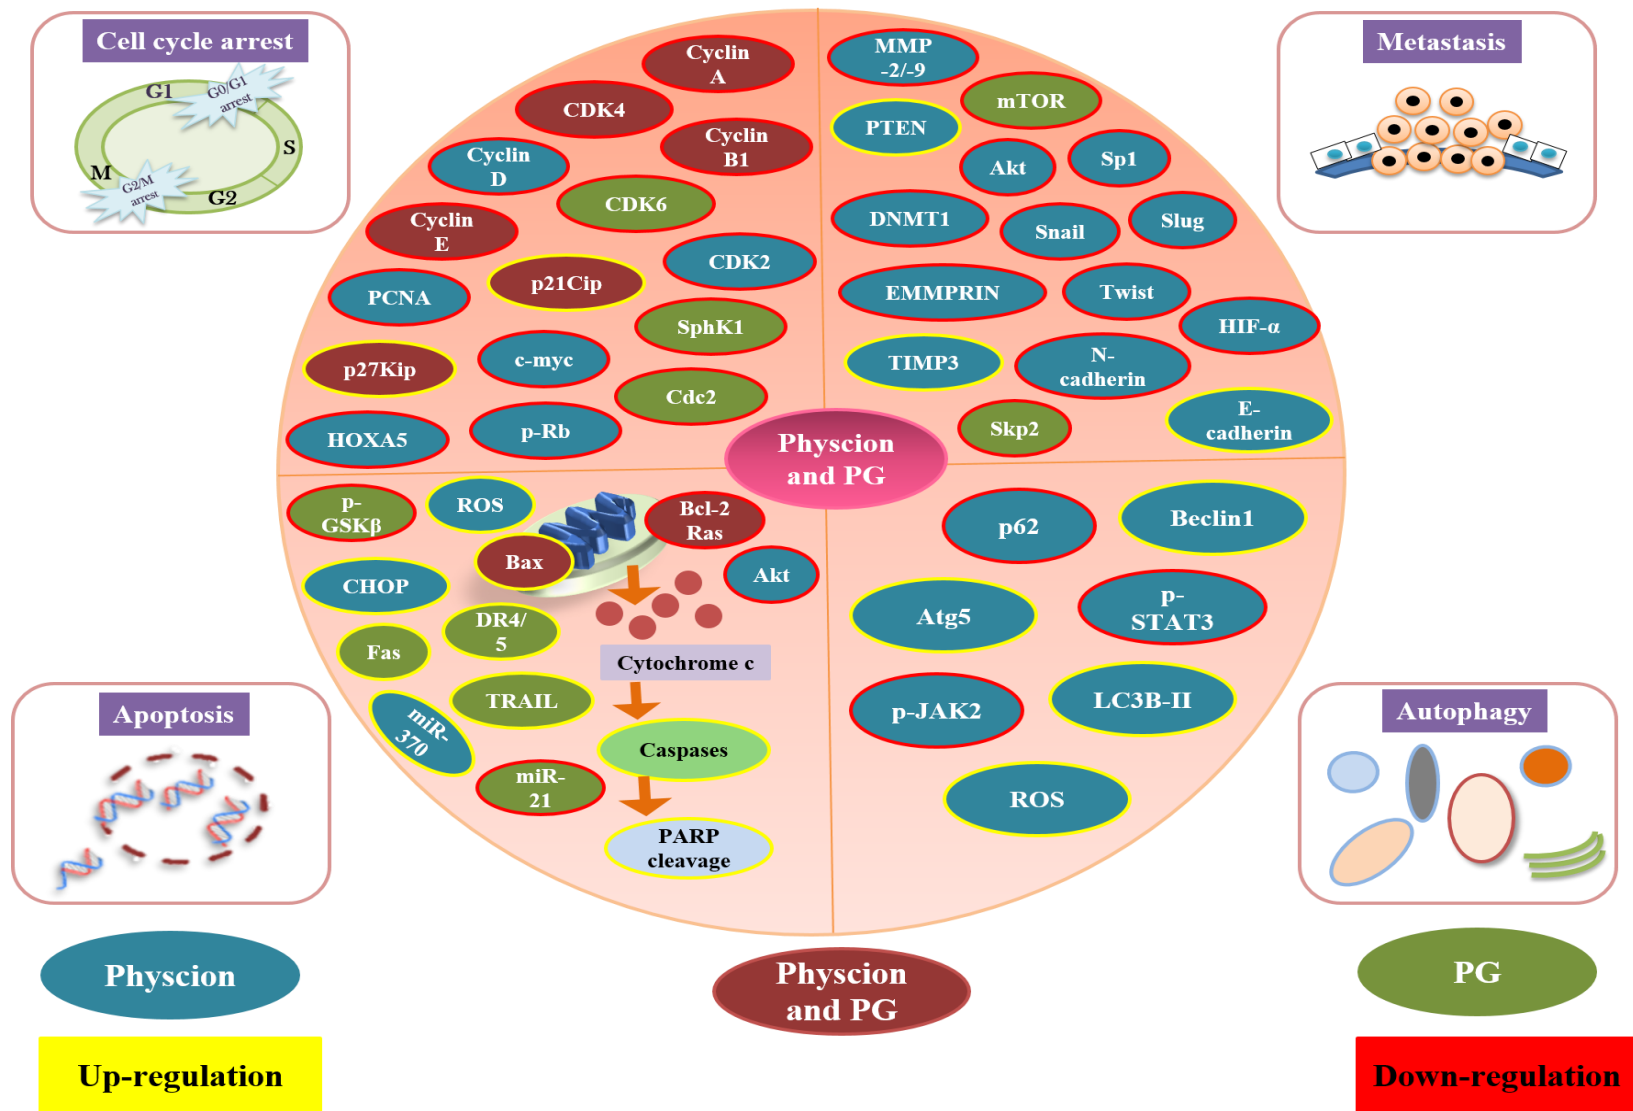 Cell cycle arrest
G1
G0/G1
arrest
S
M
G2/M
arrest
G2
Metastasis
Cyclin
A
CDK4
Cyclin
B1
Cyclin
D
CDK6
Cyclin
E
CDK2
p21Cip
PCNA
SphK1
c-myc
p27Kip
Cdc2
p-Rb
HOXA5
MMP
-2/-9
mTOR
PTEN
Akt
Sp1
DNMT1
Snail
Slug
EMMPRIN
Twist
HIF-α
TIMP3
N-
cadherin
E-
cadherin
Skp2
Physcion
and PG
p-
GSKβ
ROS
Bcl-2
Ras
Bax
Akt
CHOP
DR4/
5
Fas
Cytochrome c
TRAIL
miR-
370
Caspases
miR-
21
PARP
cleavage
p62
Beclin1
Atg5
p-
STAT3
p-JAK2
LC3B-II
ROS
Apoptosis
Autophagy
Physcion
Physcion
and PG
PG
Up-regulation
Down-regulation